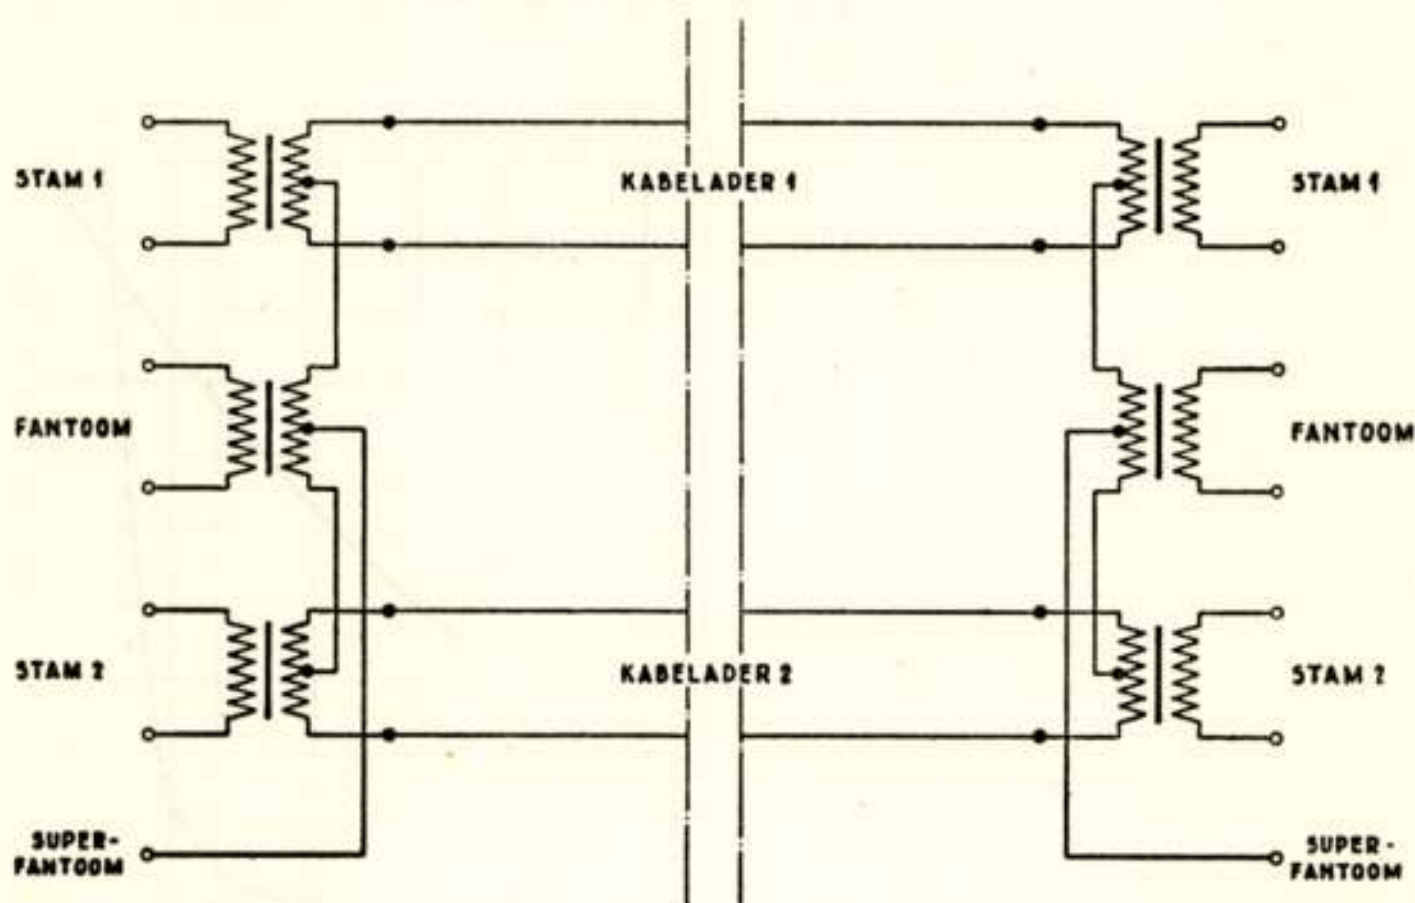 STAM 1
KABELADER 1
STAM 1
FANTOOM
FANTOOM
STAM 2
KABELADER 2
STAM 2
SUPER-
FANTOOM
SUPER-
FANTOOM